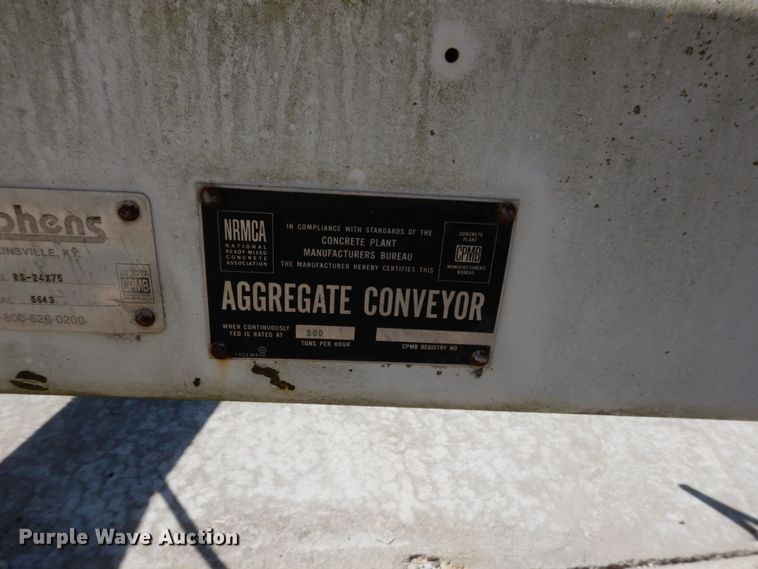 phens
KINSVILLE, KY.
RS-24X75
5643
800-626-0200
CPMB
NRMCA
NATIONAL
READY MIXED
CONCRETE
ASSOCIATION
IN COMPLIANCE WITH STANDARDS OF THE
CONCRETE PLANT
MANUFACTURERS BUREAU
THE MANUFACTURER HEREBY CERTIFIES THIS
CONCRETE
PLANT
CPMB
MANUFACTURERS
BUREAU
AGGREGATE CONVEYOR
WHEN CONTINUOUSLY
FED IS RATED AT
300
TONS PER HOUR
CPMB REGISTRY NO
Purple Wave Auction